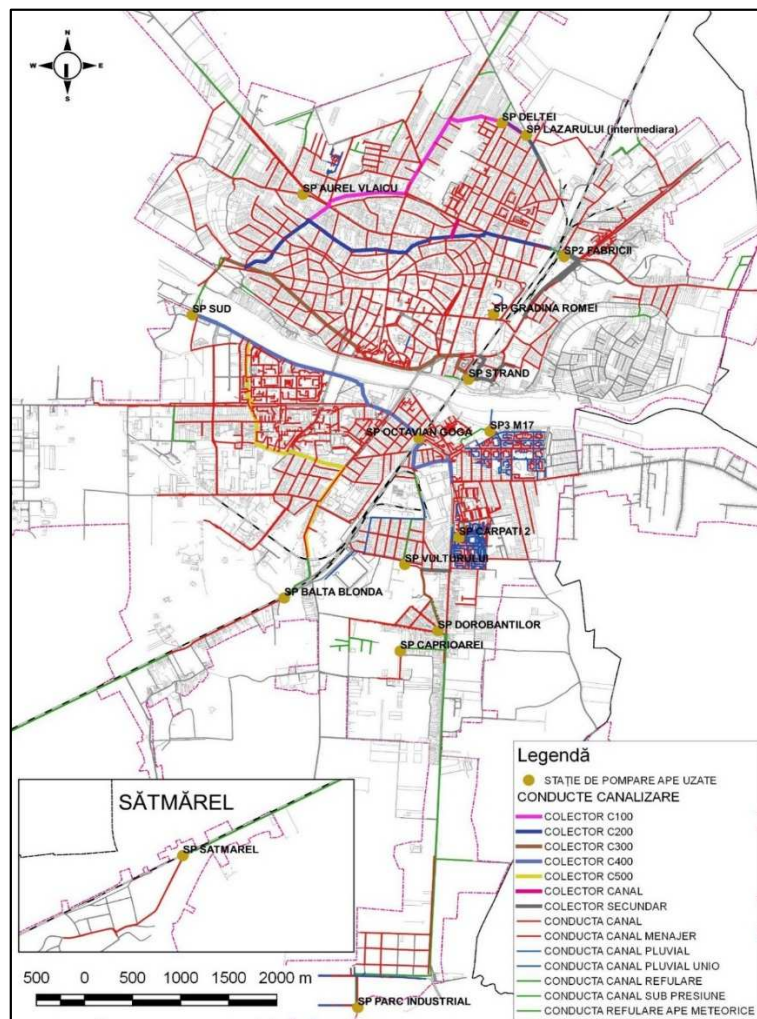 N
W E
S
SP DELTEI
SP LAZARULUI (intermediara)
SP AUREL VLAICU
SP2 FABRICII
SP SUD
SP GRADINA ROMEI
SP STRAND
SP OCTAVIAN GOGA
SP3 M17
SP CARPATI 2
SP VULTURULUI
SP BALTA BLONDA
SP DOROBANTILOR
SP CAPRIOAREI
SĂTMĂREL
SP SATMAREL
500 0 500 1000 1500 2000 m
SP PARC INDUSTRIAL
Legendă
STAȚIE DE POMPARE APE UZATE
CONDUCTE CANALIZARE
COLECTOR C100
COLECTOR C200
COLECTOR C300
COLECTOR C400
COLECTOR C500
COLECTOR CANAL
COLECTOR SECUNDAR
CONDUCTA CANAL
CONDUCTA CANAL MENAJER
CONDUCTA CANAL PLUVIAL
CONDUCTA CANAL PLUVIAL UNIO
CONDUCTA CANAL REFULARE
CONDUCTA CANAL SUB PRESIUNE
CONDUCTA REFULARE APE METEORICE